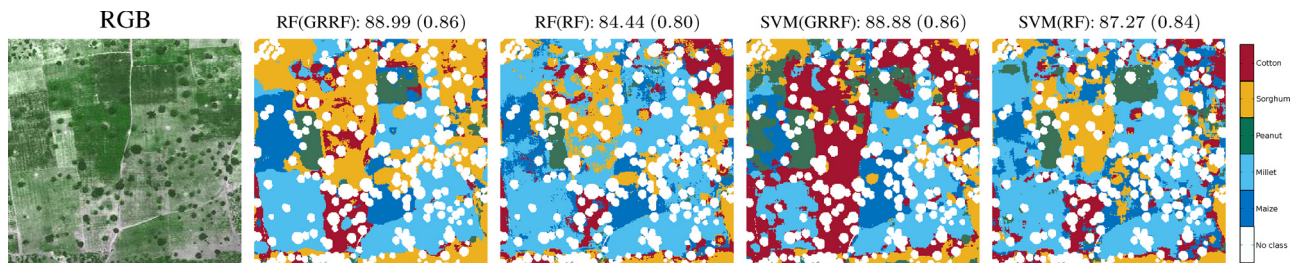 RGB
RF(GRRF): 88.99 (0.86)
RF(RF): 84.44 (0.80)
SVM(GRRF): 88.88 (0.86)
SVM(RF): 87.27 (0.84)
Cotton
Sorghum
Peanut
Millet
Maize
No class